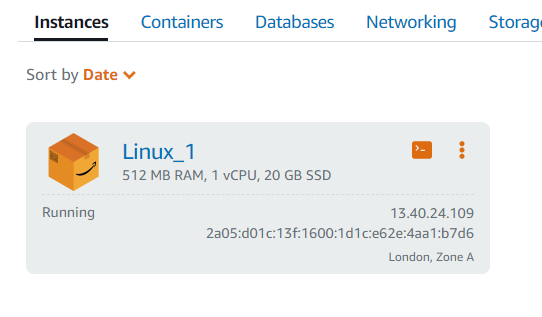 Instances Containers Databases Networking Storage
Sort by Date
Linux_1
512 MB RAM, 1 vCPU, 20 GB SSD
Running
13.40.24.109
2a05:d01c:13f:1600:1d1c:e62e:4aa1:b7d6
London, Zone A